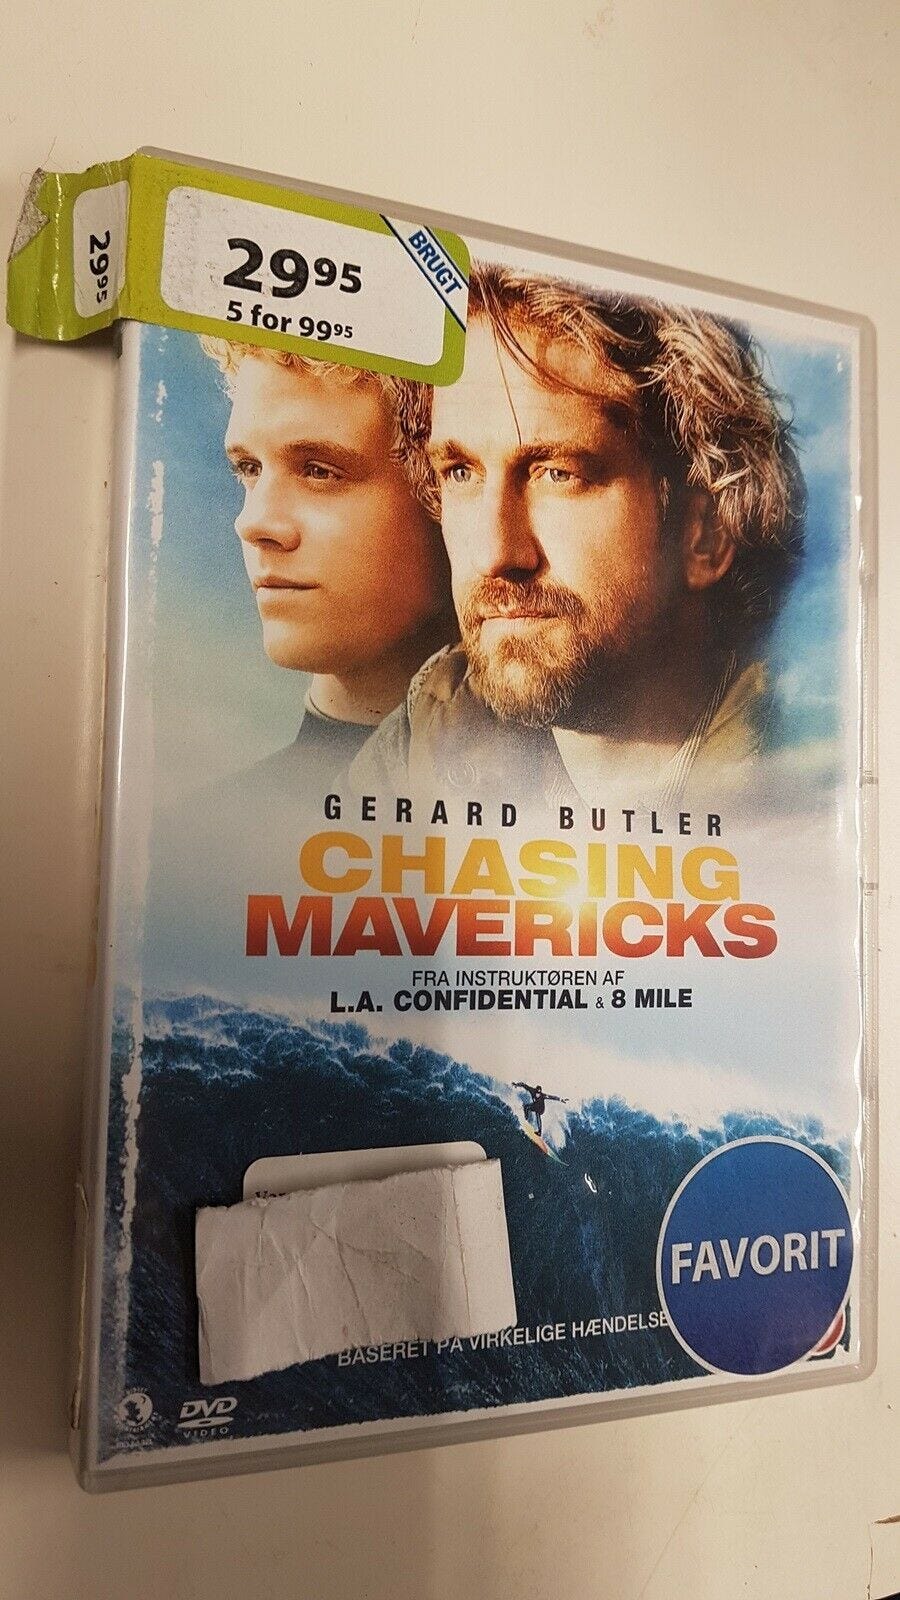 2995
2995
5 for 9995
BRUGT
GERARD BUTLER
CHASING
MAVERICKS
FRA INSTRUKTØREN AF
L.A. CONFIDENTIAL & 8 MILE
FAVORIT
BASERET PÅ VIRKELIGE HÆNDELSE
DVD
VIDEO